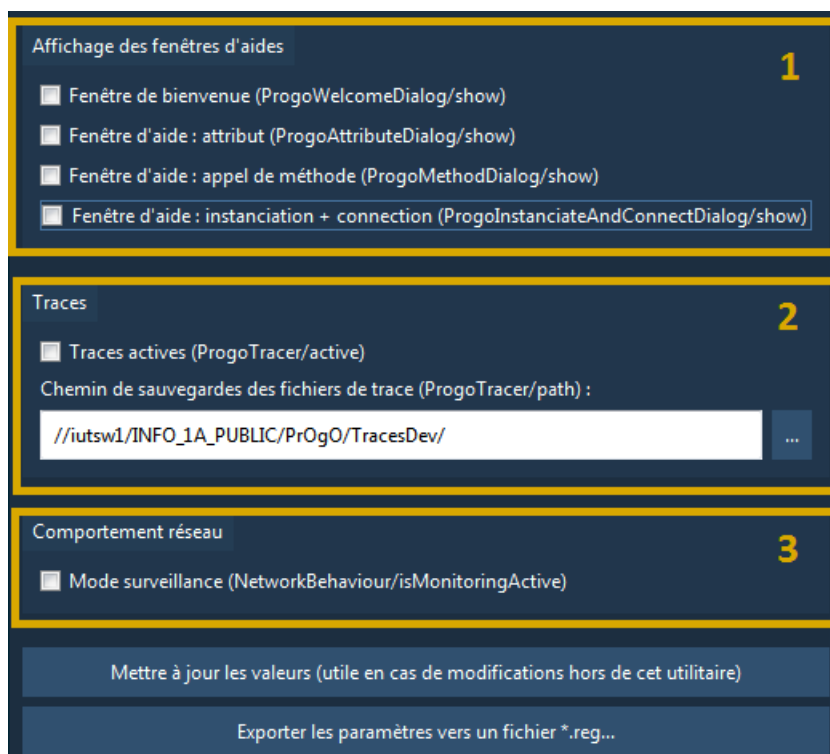 Affichage des fenêtres d'aides
1
Fenêtre de bienvenue (ProgoWelcomeDialog/show)
Fenêtre d'aide : attribut (ProgoAttributeDialog/show)
Fenêtre d'aide : appel de méthode (ProgoMethodDialog/show)
Fenêtre d'aide : instanciation + connection (ProgoInstanciateAndConnectDialog/show)
Traces
2
Traces actives (ProgoTracer/active)
Chemin de sauvegardes des fichiers de trace (ProgoTracer/path) :
//iutsw1/INFO_1A_PUBLIC/PrOgO/TracesDev/
...
Comportement réseau
3
Mode surveillance (NetworkBehaviour/isMonitoringActive)
Mettre à jour les valeurs (utile en cas de modifications hors de cet utilitaire)
Exporter les paramètres vers un fichier *.reg...